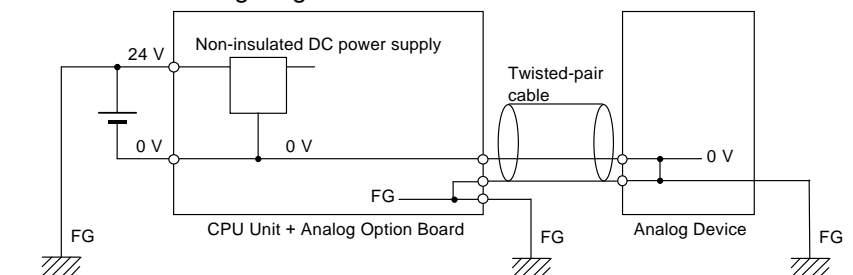 Non-insulated DC power supply
24 V
Twisted-pair
cable
0 V
0 V
0 V
FG
CPU Unit + Analog Option Board
Analog Device
FG
FG
FG